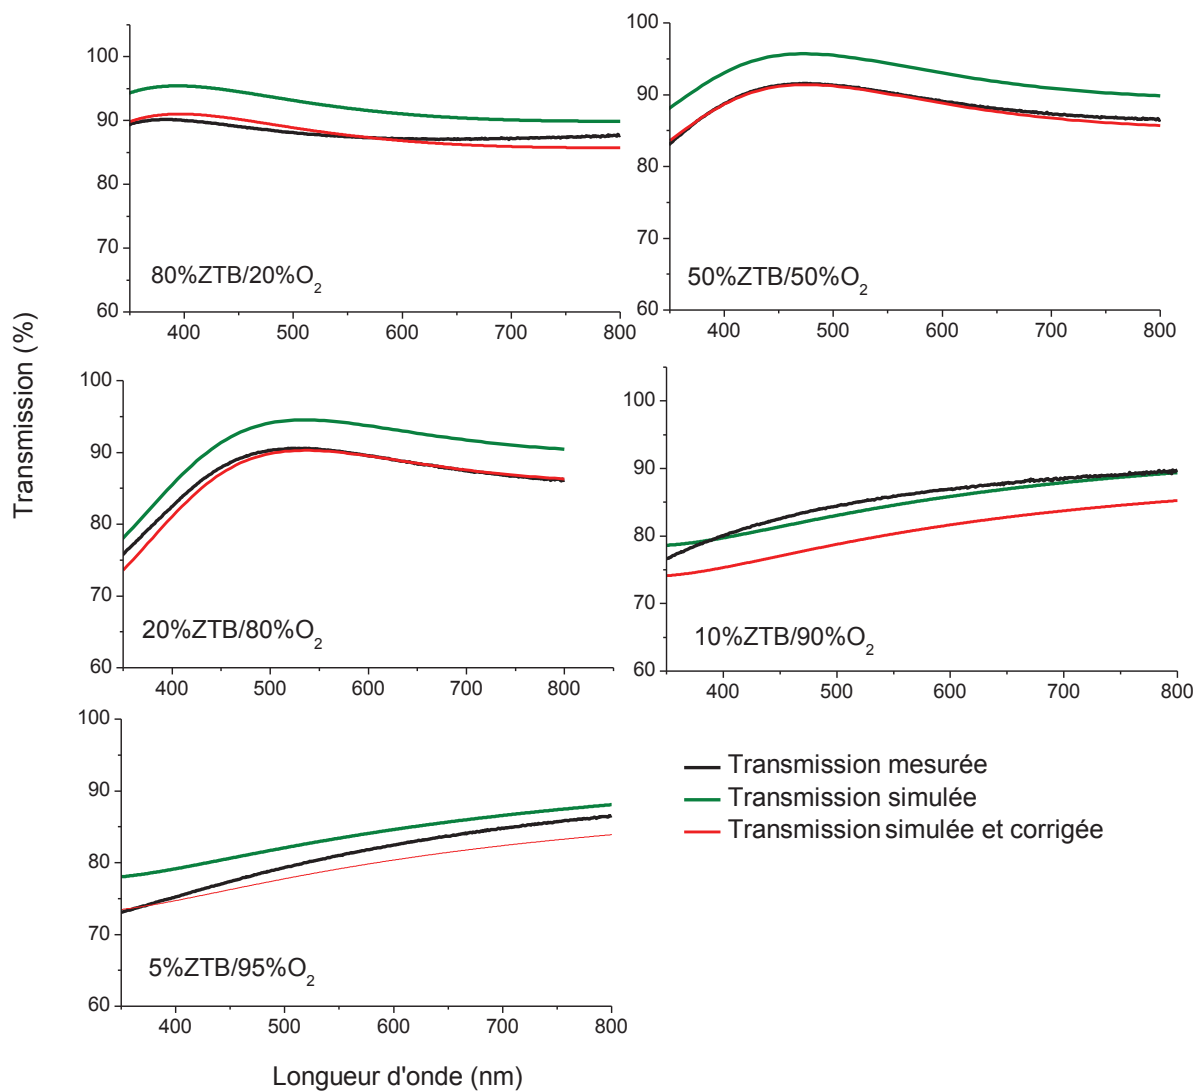 Transmission (%)
100
90
80
70
60
80%ZTB/20%O2
400 500 600 700 800
100
90
80
70
60
50%ZTB/50%O2
400 500 600 700 800
100
90
80
70
60
20%ZTB/80%O2
400 500 600 700 800
100
90
80
70
60
10%ZTB/90%O2
400 500 600 700 800
100
90
80
70
60
5%ZTB/95%O2
400 500 600 700 800
Transmission mesurée
Transmission simulée
Transmission simulée et corrigée
Longueur d'onde (nm)